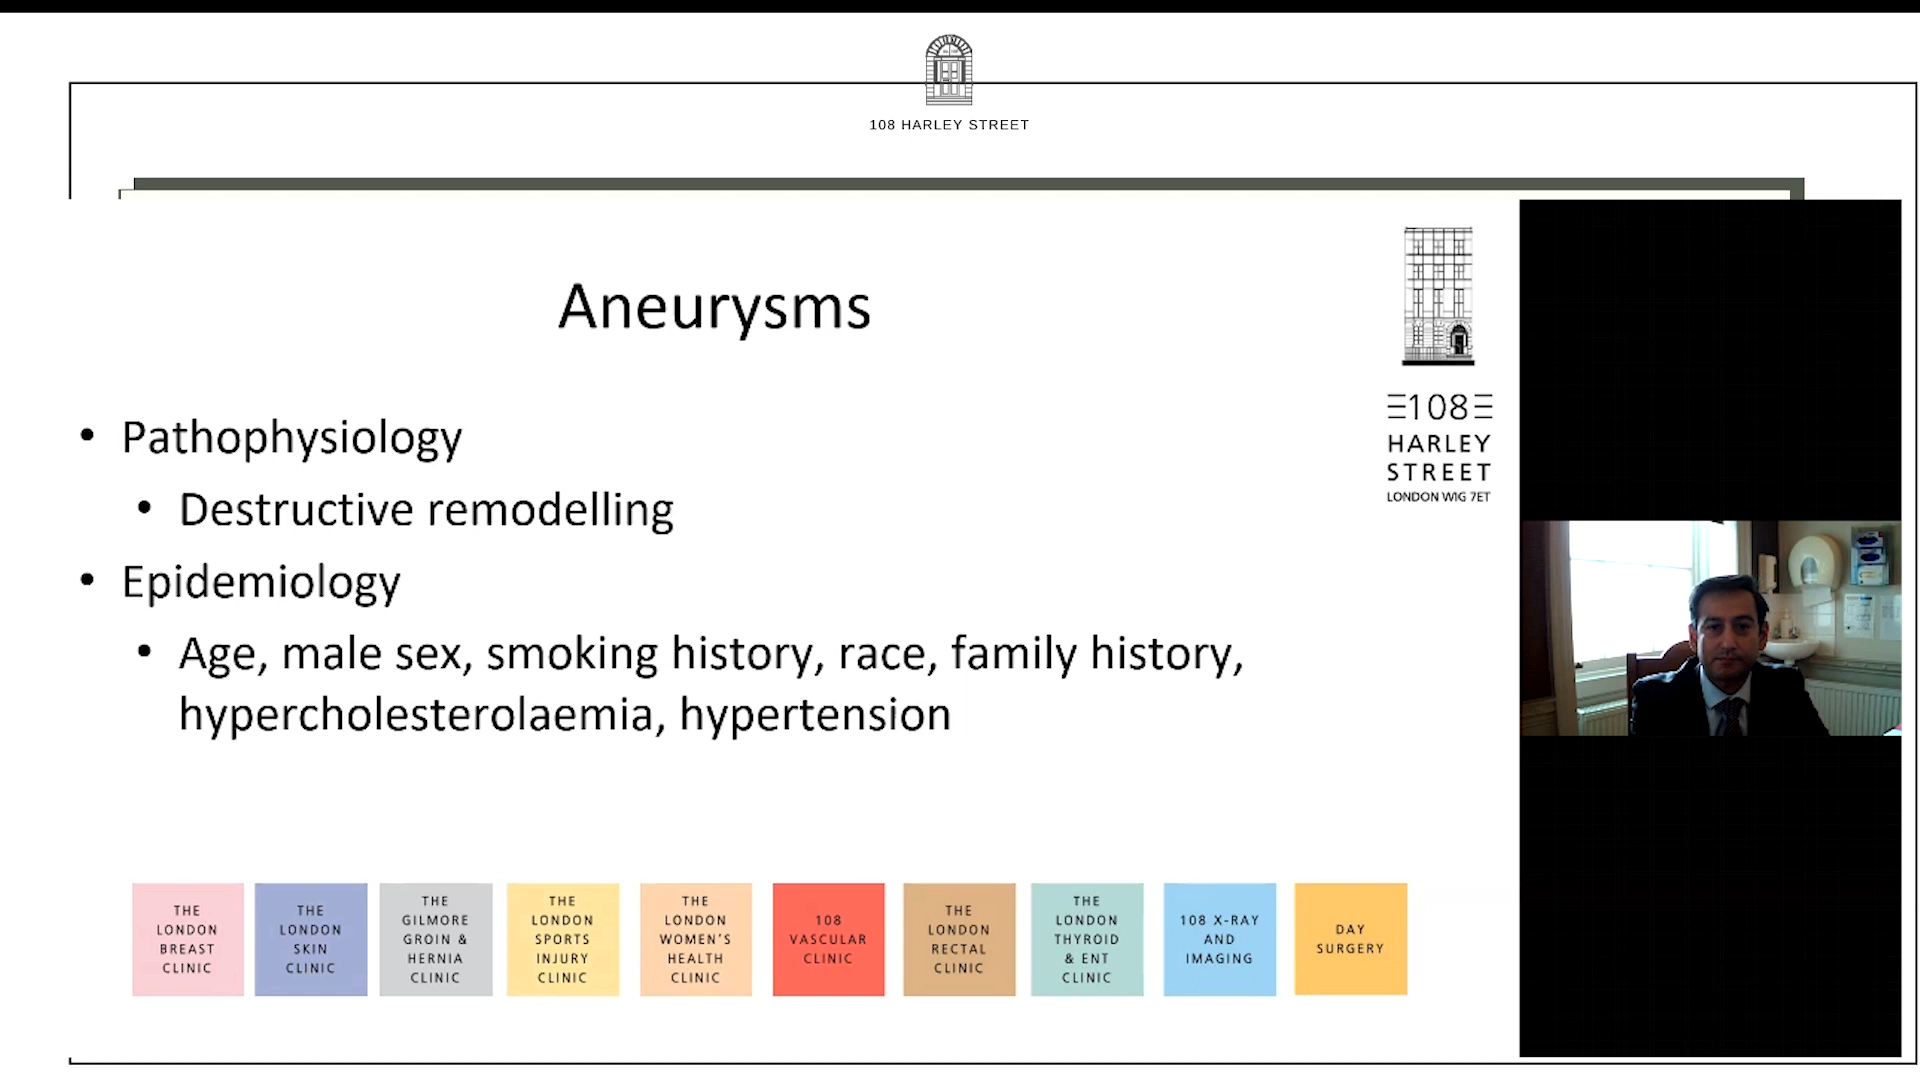 108 HARLEY STREET
Aneurysms
• Pathophysiology
• Destructive remodelling
• Epidemiology
• Age, male sex, smoking history, race, family history,
hypercholesterolaemia, hypertension
108
HARLEY
STREET
LONDON W1G 7ET
THE
LONDON
BREAST
CLINIC
THE
LONDON
SKIN
CLINIC
THE
GILMORE
GROIN &
HERNIA
CLINIC
THE
LONDON
SPORTS
INJURY
CLINIC
THE
LONDON
WOMEN'S
HEALTH
CLINIC
108
VASCULAR
CLINIC
THE
LONDON
RECTAL
CLINIC
THE
LONDON
THYROID
& ENT
CLINIC
108 X-RAY
AND
IMAGING
DAY
SURGERY